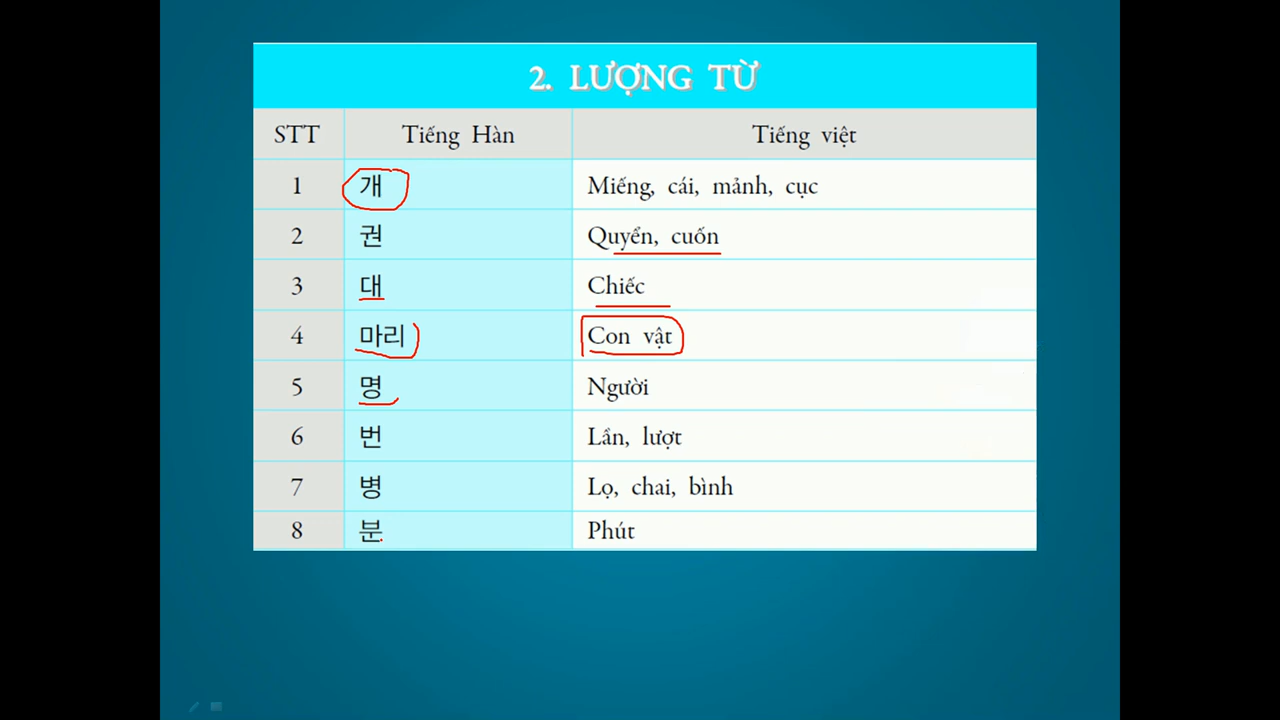 2. LƯỢNG TỪ
STT Tiếng Hàn Tiếng việt
1 개 Miếng, cái, mảnh, cục
2 권 Quyển, cuốn
3 대 Chiếc
4 마리 Con vật
5 명 Người
6 번 Lần, lượt
7 병 Lọ, chai, bình
8 분 Phút